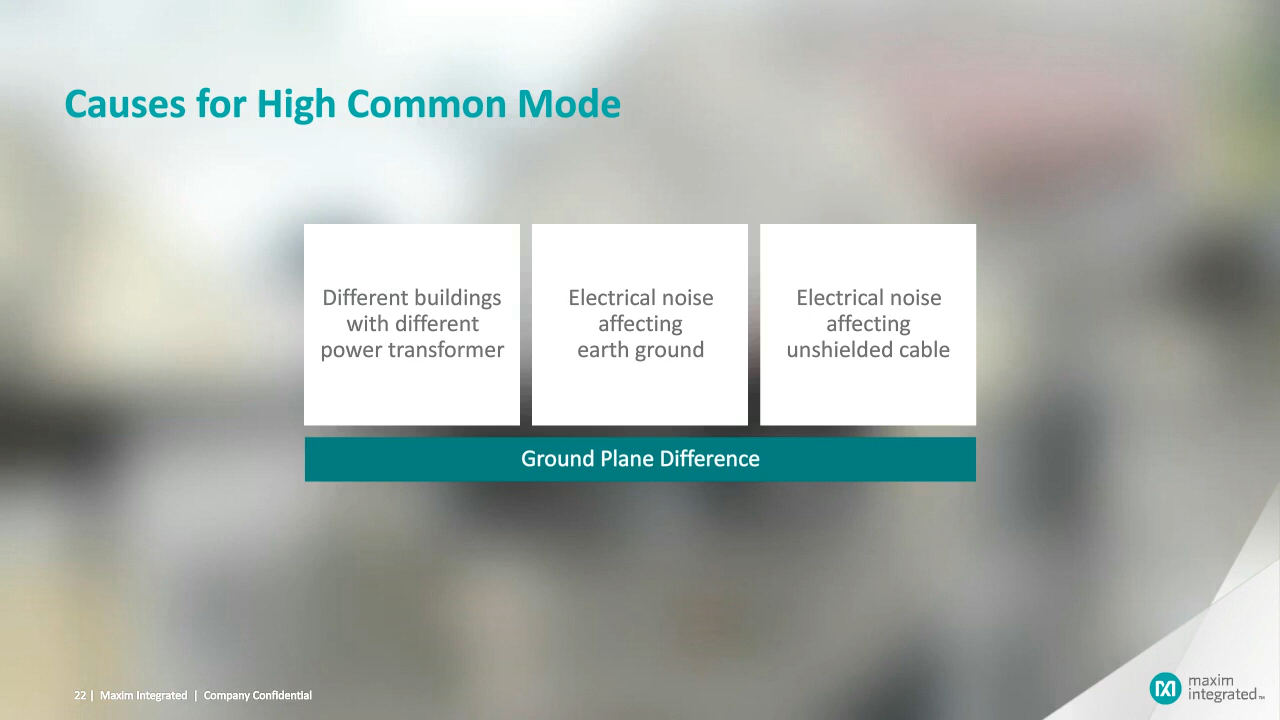 Causes for High Common Mode
Different buildings
with different
power transformer
Electrical noise
affecting
earth ground
Electrical noise
affecting
unshielded cable
Ground Plane Difference
22 | Maxim Integrated | Company Confidential
maxim
integrated™